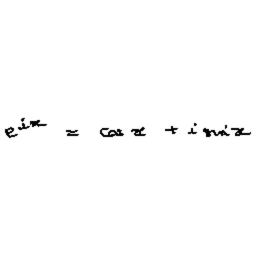 e^{ix} = cos x + i sin x